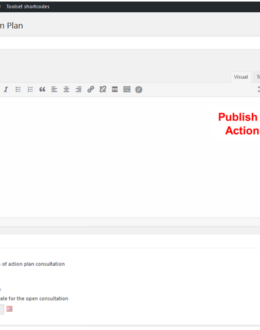 Toolset shortcodes
n Plan
Visual
Publish
Action
of action plan consultation
ate for the open consultation